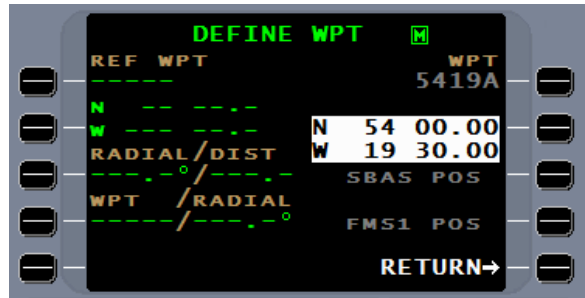 DEFINE WPT M
REF WPT WPT
----- 5419A
N -- --.-
W --- --.- N 54 00.00
RADIAL/DIST W 19 30.00
---.-°/---.- SBAS POS
WPT /RADIAL
-----/---.-° FMS1 POS
RETURN→